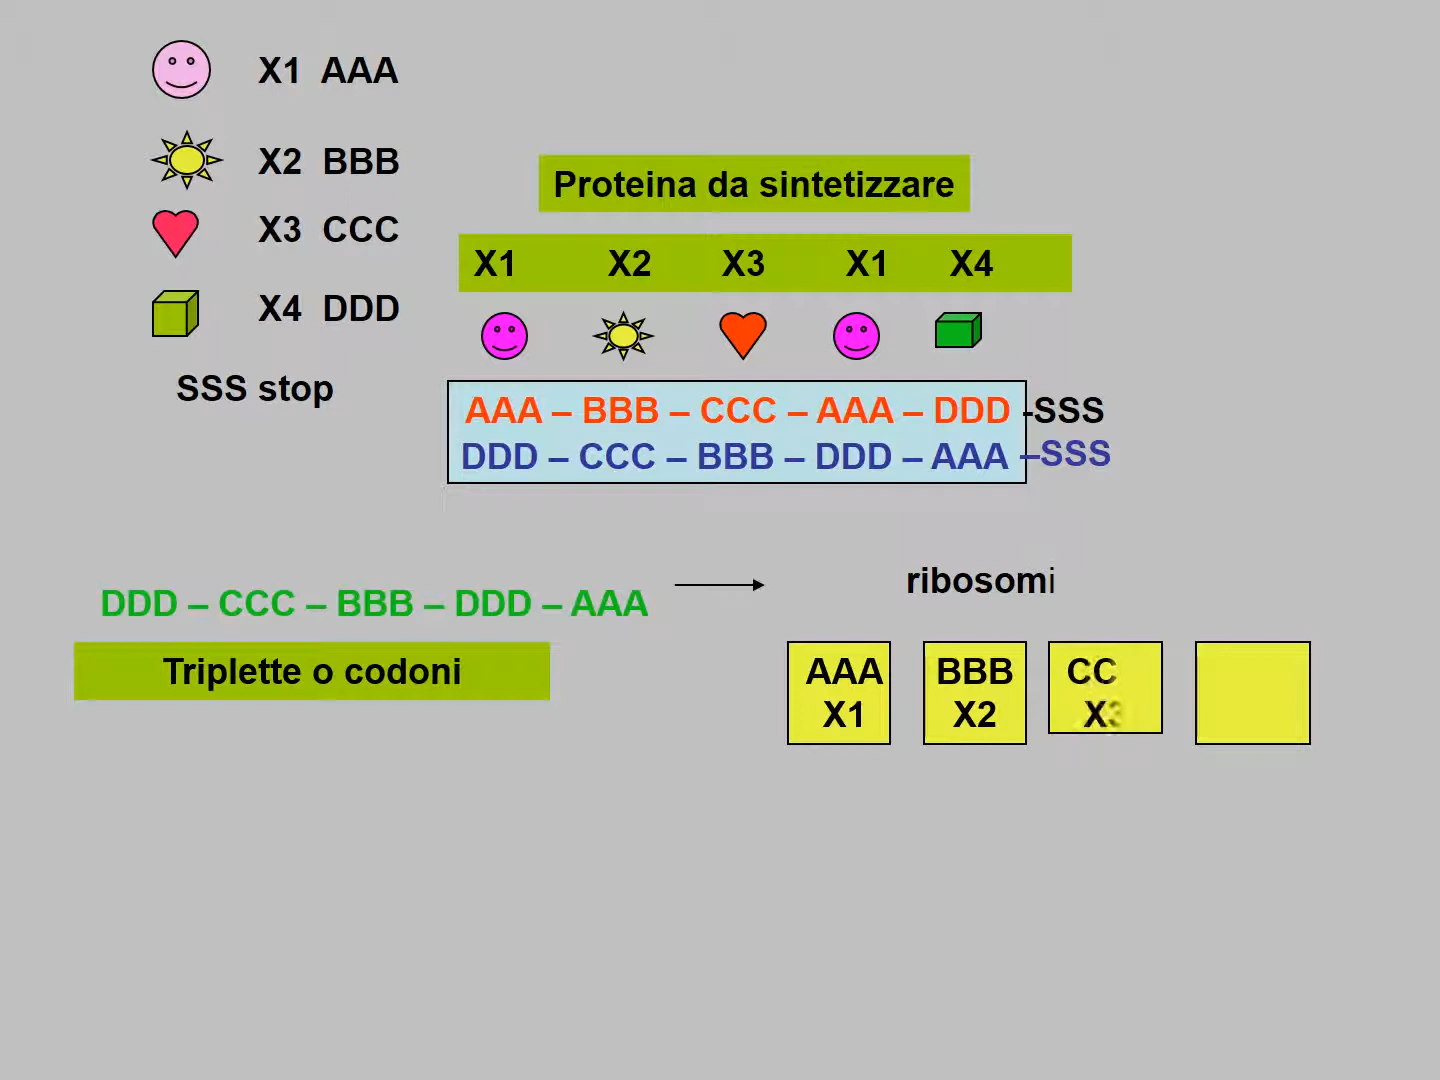 X1 AAA
X2 BBB
X3 CCC
X4 DDD
SSS stop
Proteina da sintetizzare
X1 X2 X3 X1 X4
AAA – BBB – CCC – AAA – DDD -SSS
DDD – CCC – BBB – DDD – AAA –SSS
DDD – CCC – BBB – DDD – AAA
Triplette o codoni
ribosomi
AAA
X1
BBB
X2
CC
X3